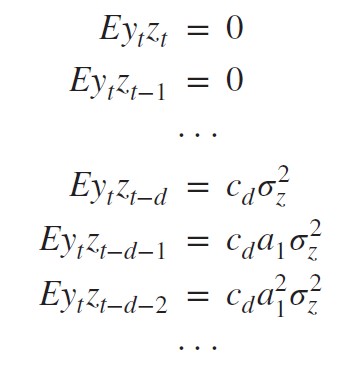 Ey_t z_t = 0
Ey_t z_{t−1} = 0
. . .
Ey_t z_{t−d} = c_d σ_z^2
Ey_t z_{t−d−1} = c_d a_1 σ_z^2
Ey_t z_{t−d−2} = c_d a_1^2 σ_z^2
. . .